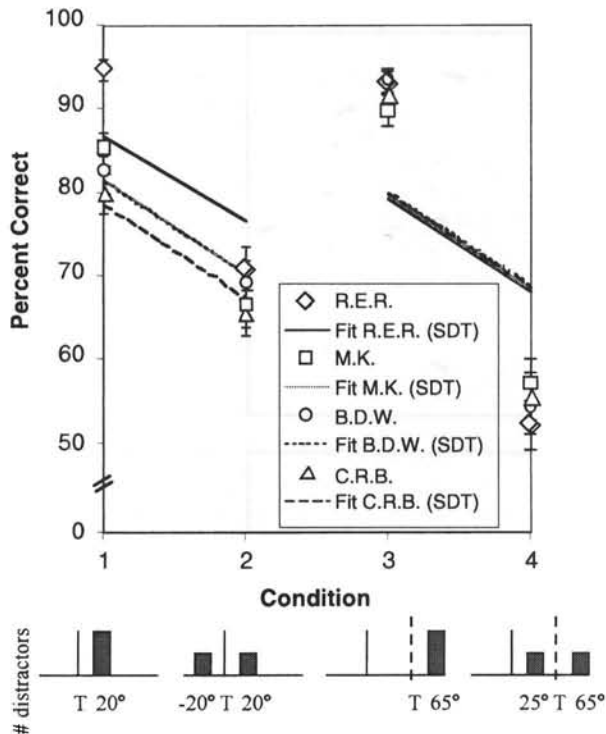 100
90
80
70
60
50
0
Percent Correct
R.E.R.
Fit R.E.R. (SDT)
M.K.
Fit M.K. (SDT)
B.D.W.
Fit B.D.W. (SDT)
C.R.B.
Fit C.R.B. (SDT)
1 2 3 4
Condition
# distractors
T 20° -20° T 20° T 65° 25° T 65°